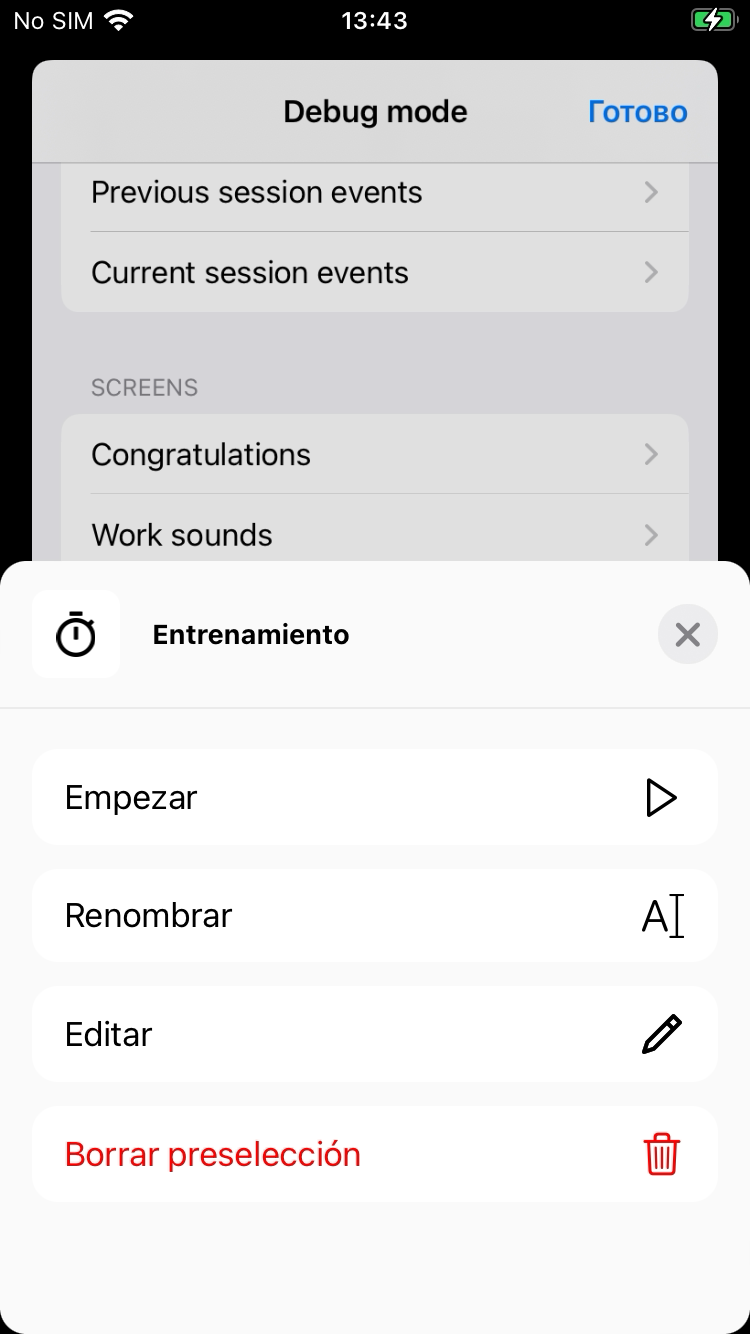 No SIM 13:43
Debug mode Готово
Previous session events
Current session events
SCREENS
Congratulations
Work sounds
Entrenamiento
Empezar
Renombrar
Editar
Borrar preselección